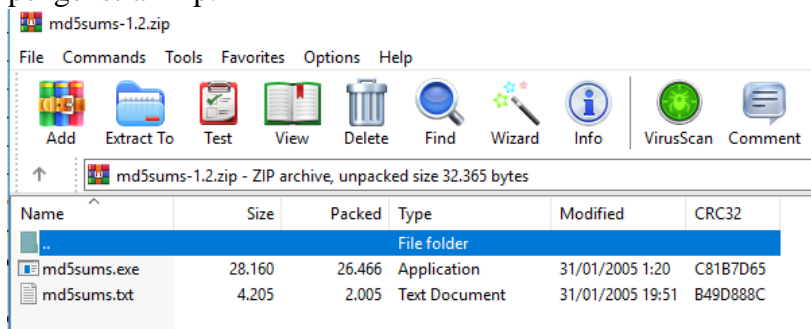 md5sums-1.2.zip
File Commands Tools Favorites Options Help
Add Extract To Test View Delete Find Wizard Info VirusScan Comment
md5sums-1.2.zip - ZIP archive, unpacked size 32.365 bytes
Name Size Packed Type Modified CRC32
.. File folder
md5sums.exe 28.160 26.466 Application 31/01/2005 1:20 C81B7D65
md5sums.txt 4.205 2.005 Text Document 31/01/2005 19:51 B49D888C